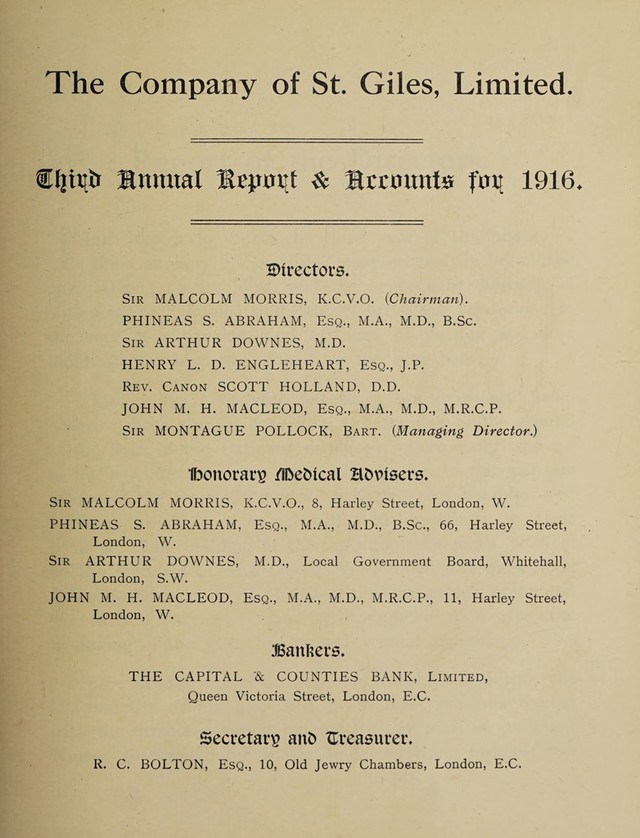 The Company of St. Giles, Limited.
Third Annual Report & Accounts for 1916.
Directors.
Sir MALCOLM MORRIS, K.C.V.O. (Chairman).
PHINEAS S. ABRAHAM, Esq., M.A., M.D., B.Sc.
Sir ARTHUR DOWNES, M.D.
HENRY L. D. ENGLEHEART, Esq., J.P.
Rev. Canon SCOTT HOLLAND, D.D.
JOHN M. H. MACLEOD, Esq., M.A., M.D., M.R.C.P.
Sir MONTAGUE POLLOCK, Bart. (Managing Director.)
Honorary Medical Advisers.
Sir MALCOLM MORRIS, K.C.V.O., 8, Harley Street, London, W.
PHINEAS S. ABRAHAM, Esq., M.A., M.D., B.Sc., 66, Harley Street,
London, W.
Sir ARTHUR DOWNES, M.D., Local Government Board, Whitehall,
London, S.W.
JOHN M. H. MACLEOD, Esq., M.A., M.D., M.R.C.P., 11, Harley Street,
London, W.
Bankers.
THE CAPITAL & COUNTIES BANK, Limited,
Queen Victoria Street, London, E.C.
Secretary and Treasurer.
R. C. BOLTON, Esq., 10, Old Jewry Chambers, London, E.C.